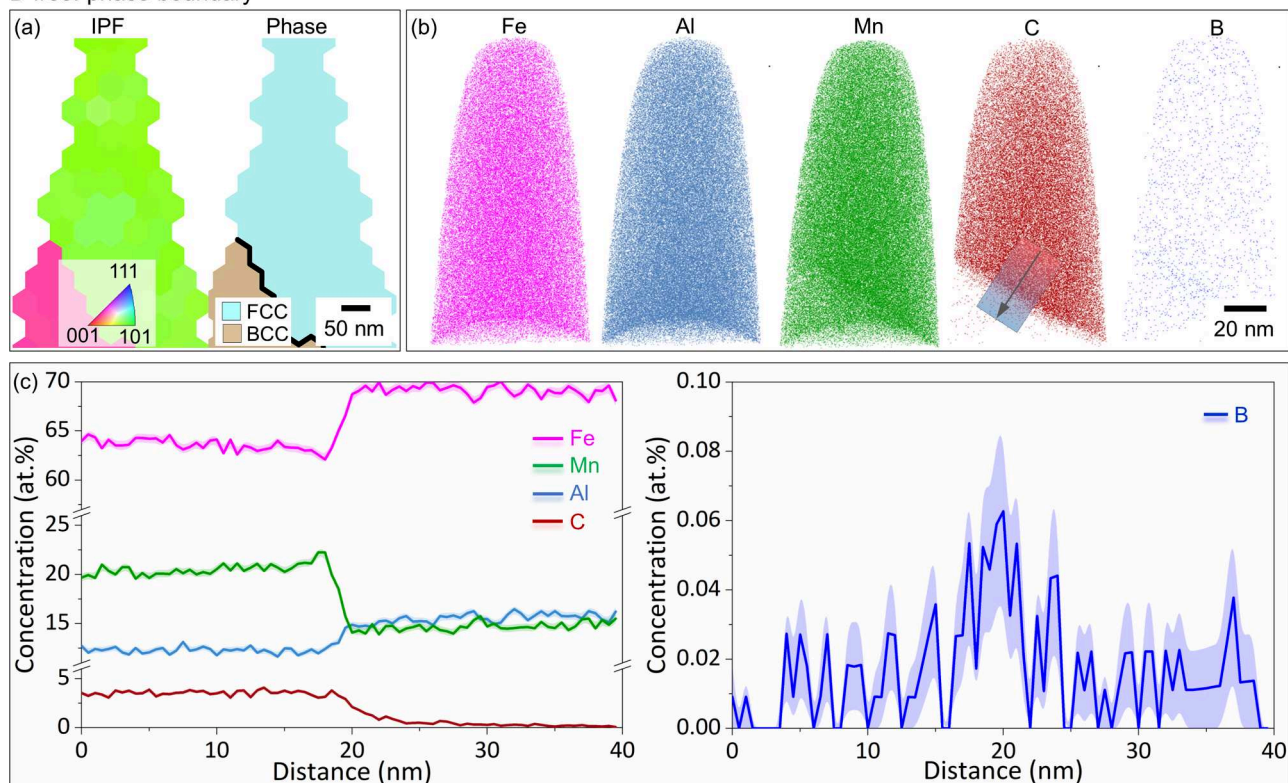 B-free: phase boundary
(a) IPF Phase
111
001 101
FCC
BCC
50 nm
(b) Fe Al Mn C B
20 nm
(c)
Concentration (at.%)
70
65
60
25
20
15
5
0
Fe
Mn
Al
C
0 10 20 30 40
Distance (nm)
Concentration (at.%)
0.10
0.08
0.06
0.04
0.02
0.00
B
0 10 20 30 40
Distance (nm)